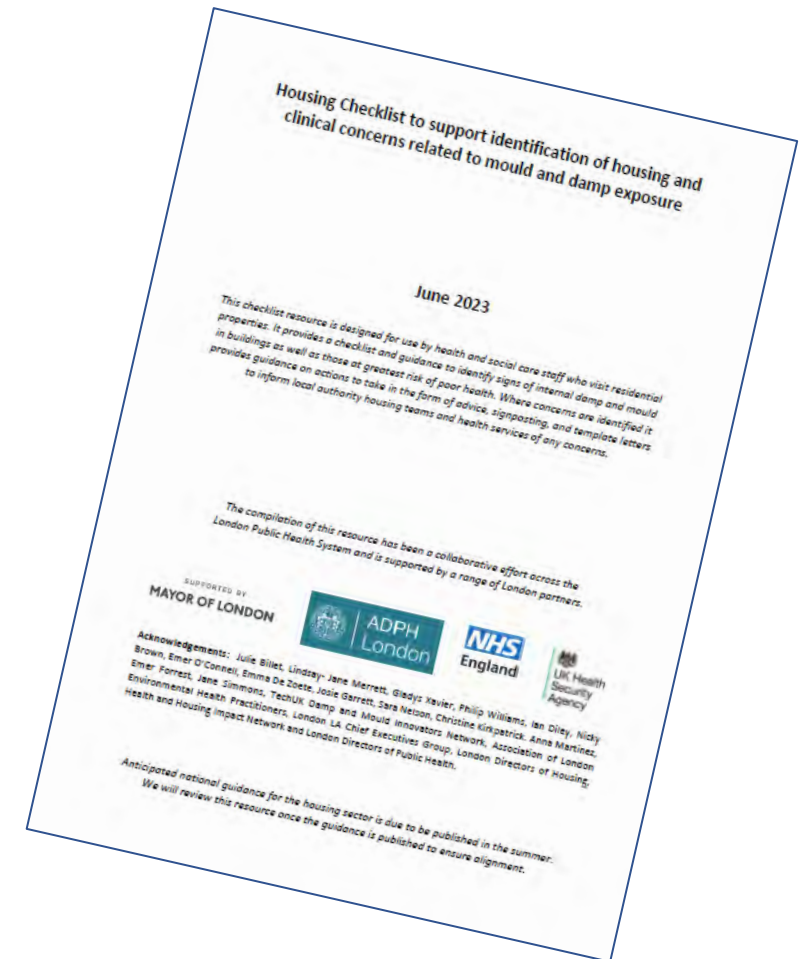 Housing Checklist to support identification of housing and
clinical concerns related to mould and damp exposure
June 2023
This checklist resource is designed for use by health and social care staff who visit residential
properties. It provides a checklist and guidance to identify signs of internal damp and mould
in buildings as well as those at greatest risk of poor health. Where concerns are identified it
provides guidance on actions to take in the form of advice, signposting, and template letters
to inform local authority housing teams and health services of any concerns.
The compilation of this resource has been a collaborative effort across the
London Public Health System and is supported by a range of London partners.
SUPPORTED BY
MAYOR OF LONDON
ADPH
London
NHS
England
UK Health
Security
Agency
Acknowledgements: Julie Billet, Lindsay- Jane Merrett, Gladys Xavier, Philip Williams, Ian Diley, Nicky
Brown, Emer O'Connell, Emma De Zoete, Josie Garrett, Sara Nelson, Christine Kirkpatrick. Anna Martinez,
Emer Forrest, Jane Simmons, TechUK Damp and Mould Innovators Network, Association of London
Environmental Health Practitioners, London LA Chief Executives Group, London Directors of Housing,
Health and Housing Impact Network and London Directors of Public Health.
Anticipated national guidance for the housing sector is due to be published in the summer.
We will review this resource once the guidance is published to ensure alignment.